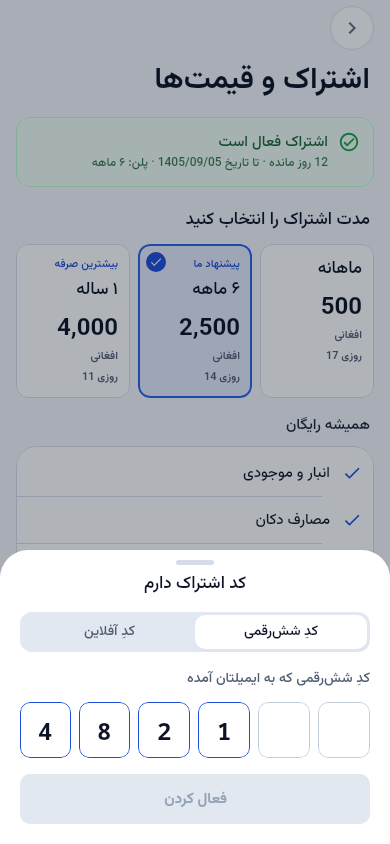 اشتراک و قیمت‌ها
اشتراک فعال است
12 روز مانده · تا تاریخ 1405/09/05 · پلن: ۶ ماهه
مدت اشتراک را انتخاب کنید
ماهانه
500
افغانی
روزی 17
پیشنهاد ما
۶ ماهه
2,500
افغانی
روزی 14
بیشترین صرفه
۱ ساله
4,000
افغانی
روزی 11
همیشه رایگان
انبار و موجودی
مصارف دکان
کد اشتراک دارم
کدِ شش‌رقمی
کدِ آفلاین
کدِ شش‌رقمی که به ایمیلتان آمده
4 8 2 1
فعال کردن